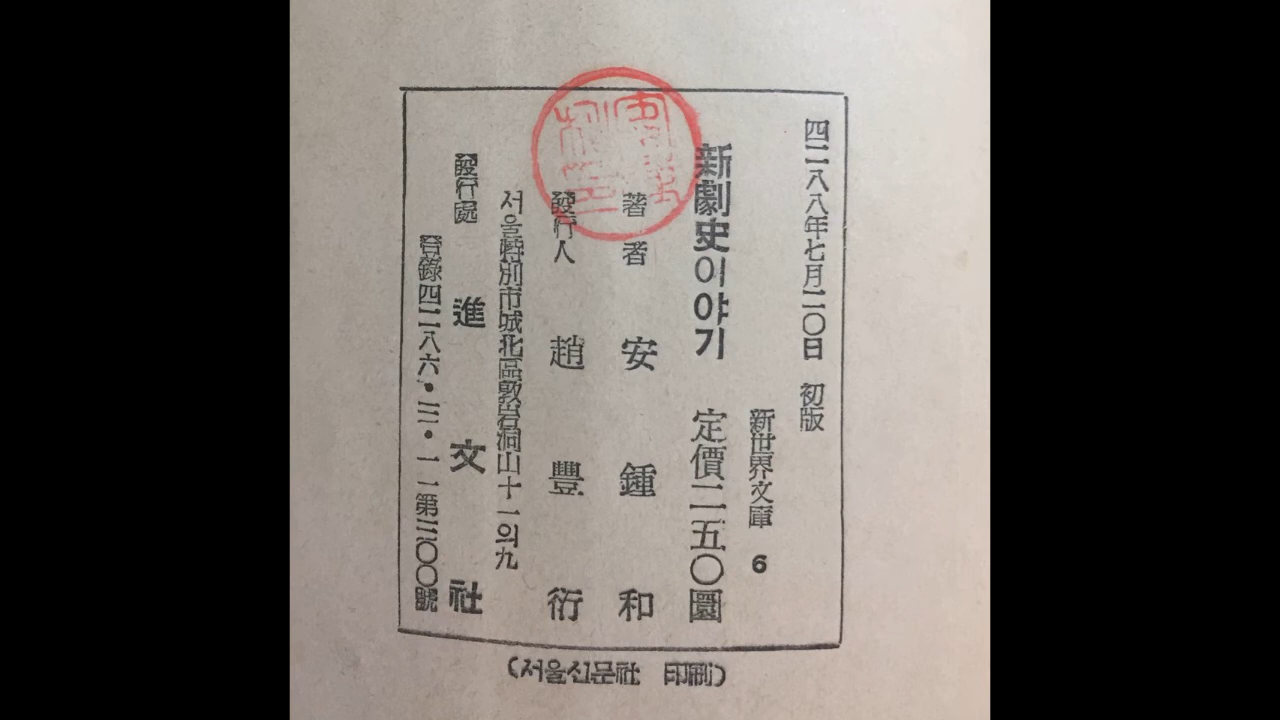 四二八八年七月二〇日 初版
新世界文庫 6
新劇史이야기 定價二五〇圜
著者 安鍾和
發行人 趙豊衍
서울特別市城北區敦岩洞山十一의九
發行處 進文社
登錄四二八六・一二・一一第三〇〇號
(서울신문社 印刷)